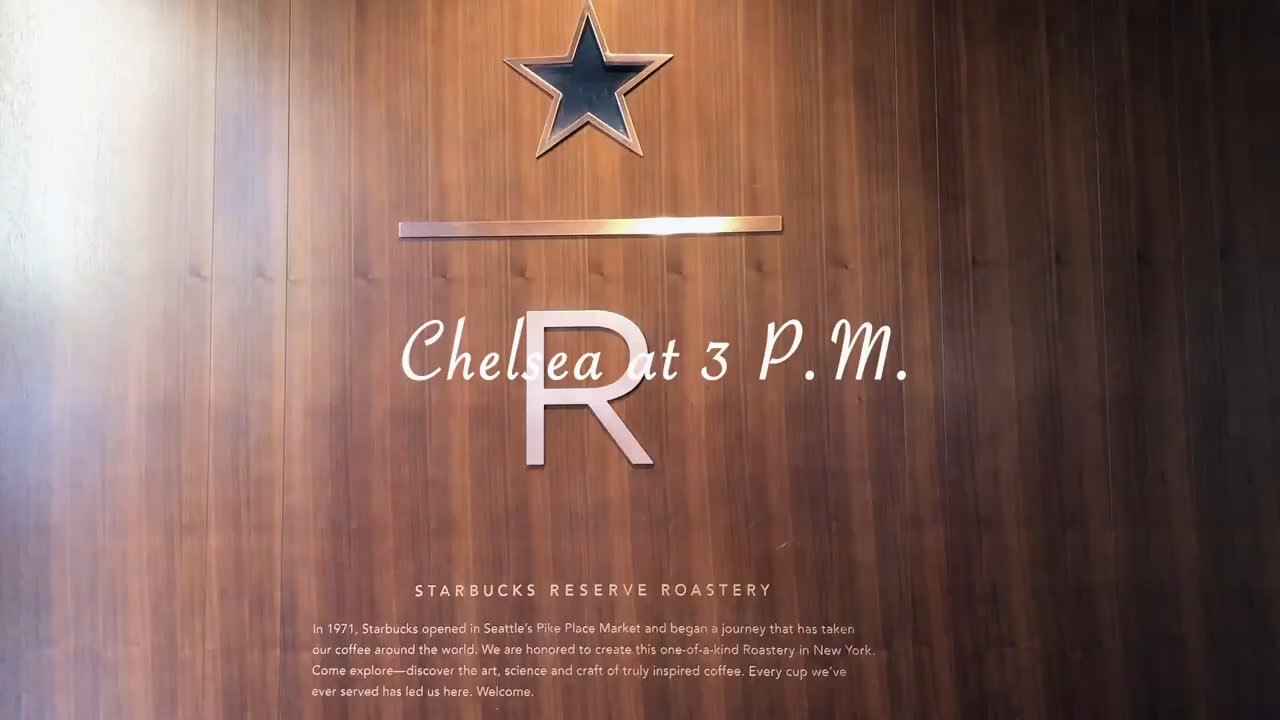 R
Chelsea at 3 P.M.
STARBUCKS RESERVE ROASTERY
In 1971, Starbucks opened in Seattle's Pike Place Market and began a journey that has taken
our coffee around the world. We are honored to create this one-of-a-kind Roastery in New York.
Come explore—discover the art, science and craft of truly inspired coffee. Every cup we've
ever served has led us here. Welcome.